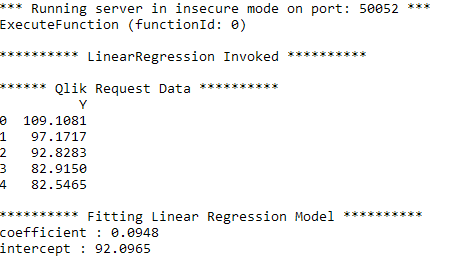 *** Running server in insecure mode on port: 50052 ***
ExecuteFunction (functionId: 0)
********** LinearRegression Invoked **********
****** Qlik Request Data **********
Y
0 109.1081
1 97.1717
2 92.8283
3 82.9150
4 82.5465
********** Fitting Linear Regression Model **********
coefficient : 0.0948
intercept : 92.0965